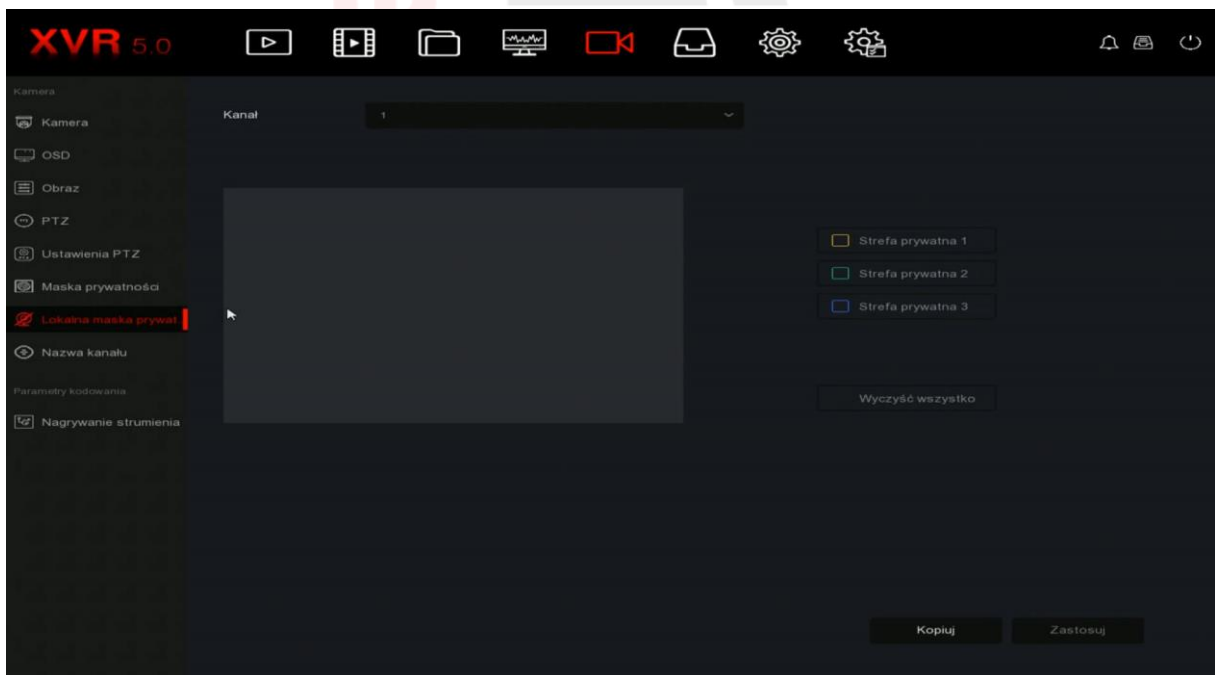 XVR 5.0
Kamera
Kamera
OSD
Obraz
PTZ
Ustawienia PTZ
Maska prywatności
Lokalna maska prywat
Nazwa kanału
Parametry kodowania
Nagrywanie strumienia
Kanał 1
Strefa prywatna 1
Strefa prywatna 2
Strefa prywatna 3
Wyczyść wszystko
Kopiuj Zastosuj